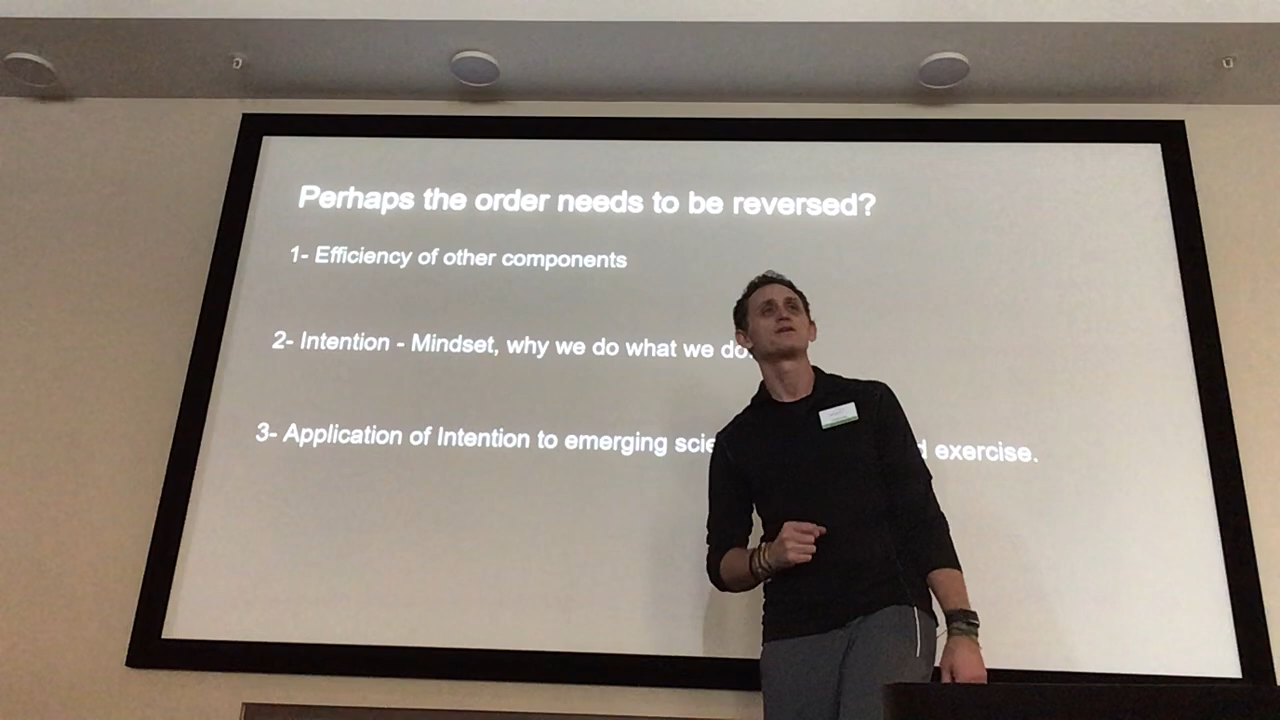 Perhaps the order needs to be reversed?
1- Efficiency of other components
2- Intention - Mindset, why we do what we do
3- Application of Intention to emerging exercise.